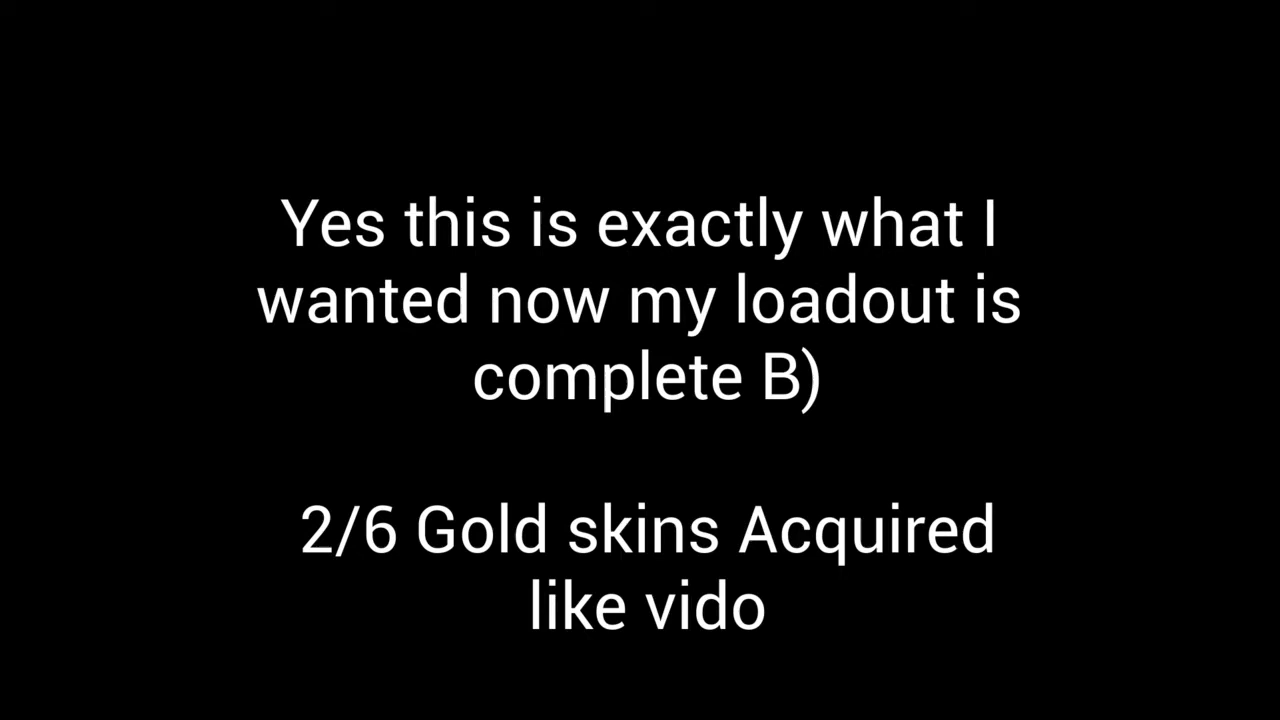 Yes this is exactly what I
wanted now my loadout is
complete B)
2/6 Gold skins Acquired
like vido